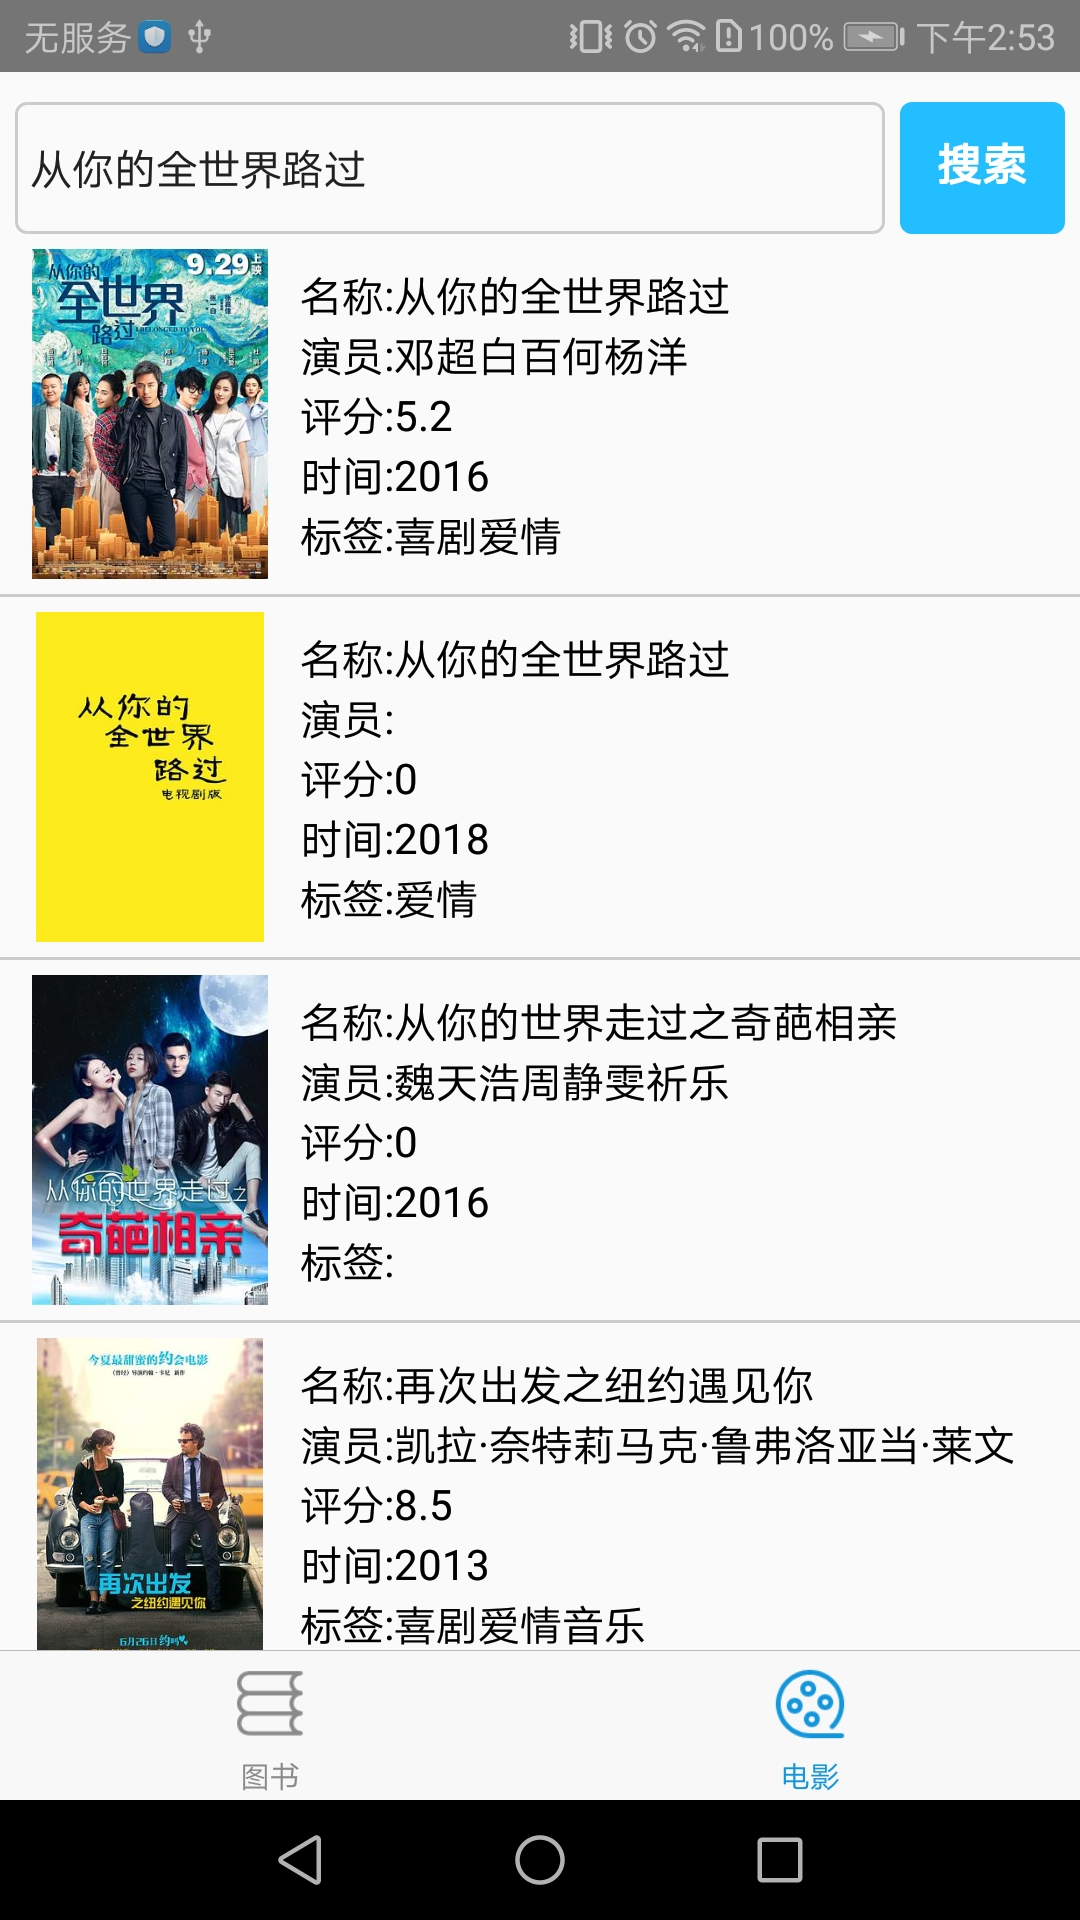 无服务 100% 下午2:53
从你的全世界路过 搜索
从你的 9.29 上映
全世界
路过 I BELONGED TO YOU
名称:从你的全世界路过
演员:邓超白百何杨洋
评分:5.2
时间:2016
标签:喜剧爱情
从你的
全世界
路过
电视剧版
名称:从你的全世界路过
演员:
评分:0
时间:2018
标签:爱情
从你的世界走过之
奇葩相亲
名称:从你的世界走过之奇葩相亲
演员:魏天浩周静雯祈乐
评分:0
时间:2016
标签:
今夏最甜蜜的约会电影
再次出发
之纽约遇见你
6月26日 约吗
名称:再次出发之纽约遇见你
演员:凯拉·奈特莉马克·鲁弗洛亚当·莱文
评分:8.5
时间:2013
标签:喜剧爱情音乐
图书 电影